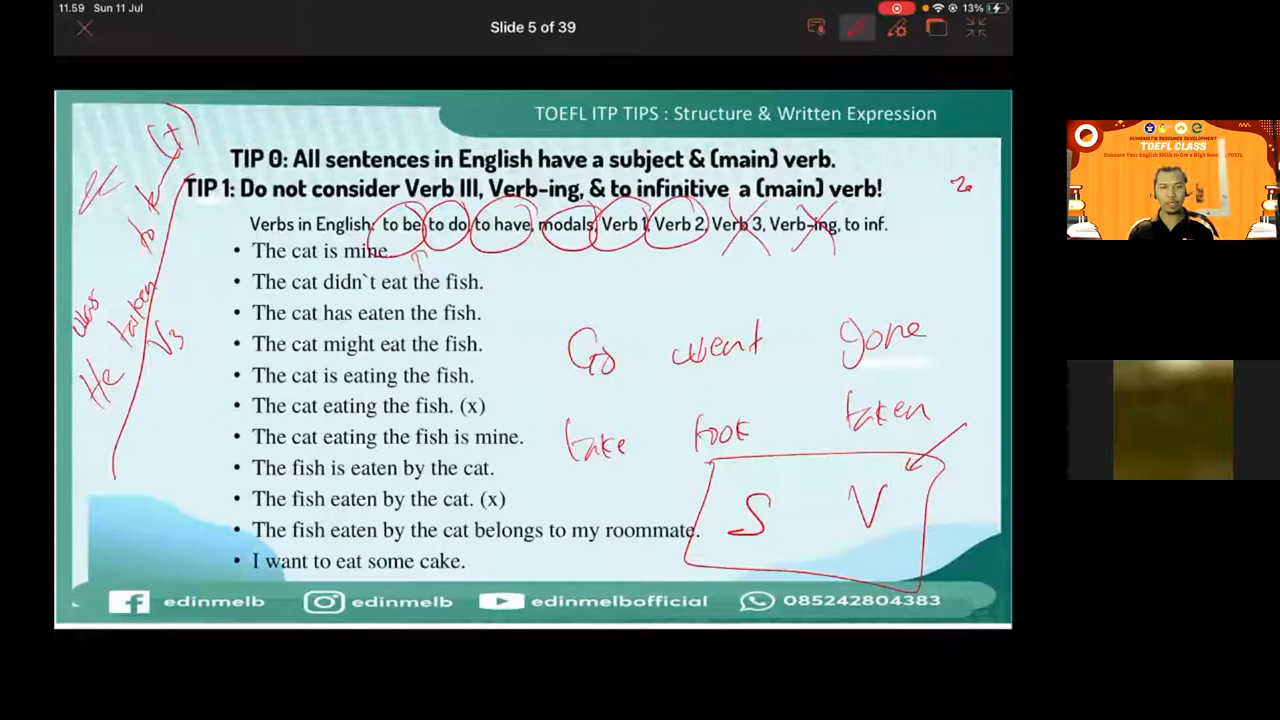 11.59 Sun 11 Jul
13%
Slide 5 of 39
TOEFL ITP TIPS : Structure & Written Expression
TIP 0: All sentences in English have a subject & (main) verb.
TIP 1: Do not consider Verb III, Verb-ing, & to infinitive a (main) verb!
Verbs in English: to be, to do, to have, modals, Verb 1, Verb 2, Verb 3, Verb-ing, to inf.
• The cat is mine.
• The cat didn`t eat the fish.
• The cat has eaten the fish.
• The cat might eat the fish.
• The cat is eating the fish.
• The cat eating the fish. (x)
• The cat eating the fish is mine.
• The fish is eaten by the cat.
• The fish eaten by the cat. (x)
• The fish eaten by the cat belongs to my roommate.
• I want to eat some cake.
Go went gone
take took taken
S V
He was taken
V3
(+)
edinmelb
edinmelb
edinmelbofficial
085242804383
TOEFL CLASS